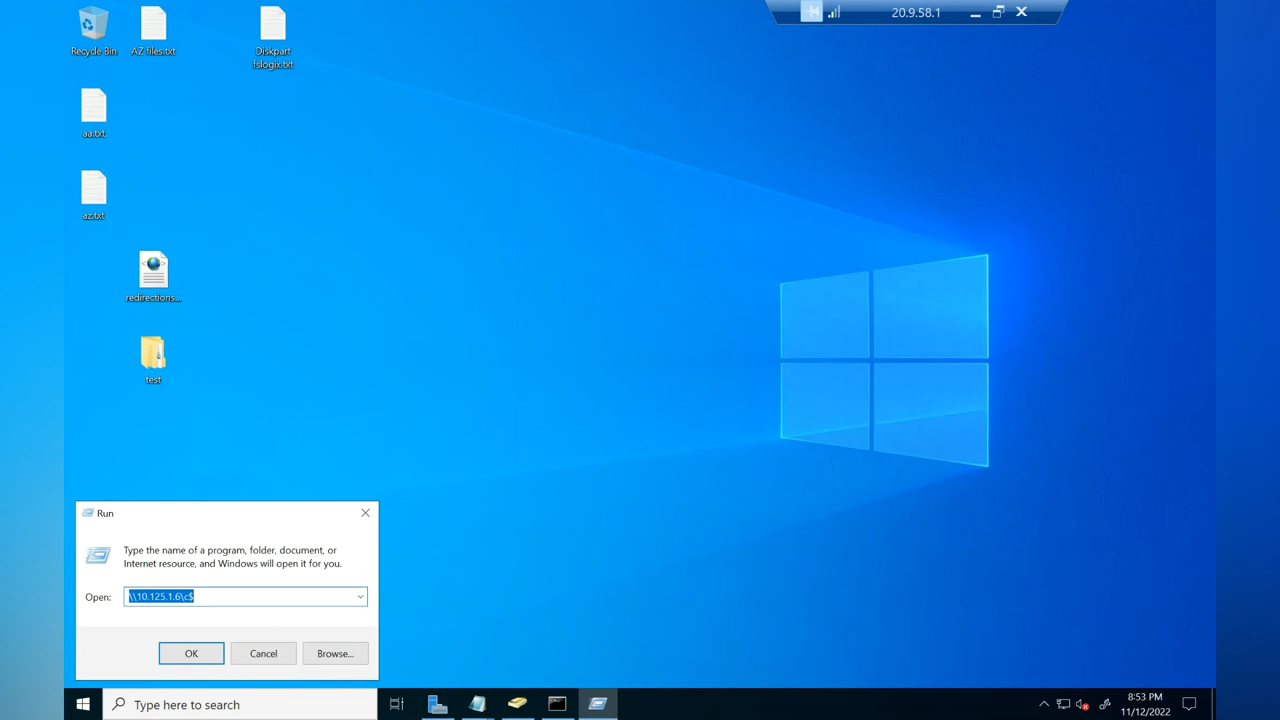 20.9.58.1
Recycle Bin
AZ files.txt
Diskpart
fslogix.txt
aa.txt
az.txt
redirections...
test
Run
Type the name of a program, folder, document, or
Internet resource, and Windows will open it for you.
Open:
\\10.125.1.6\c$
OK
Cancel
Browse...
Type here to search
8:53 PM
11/12/2022